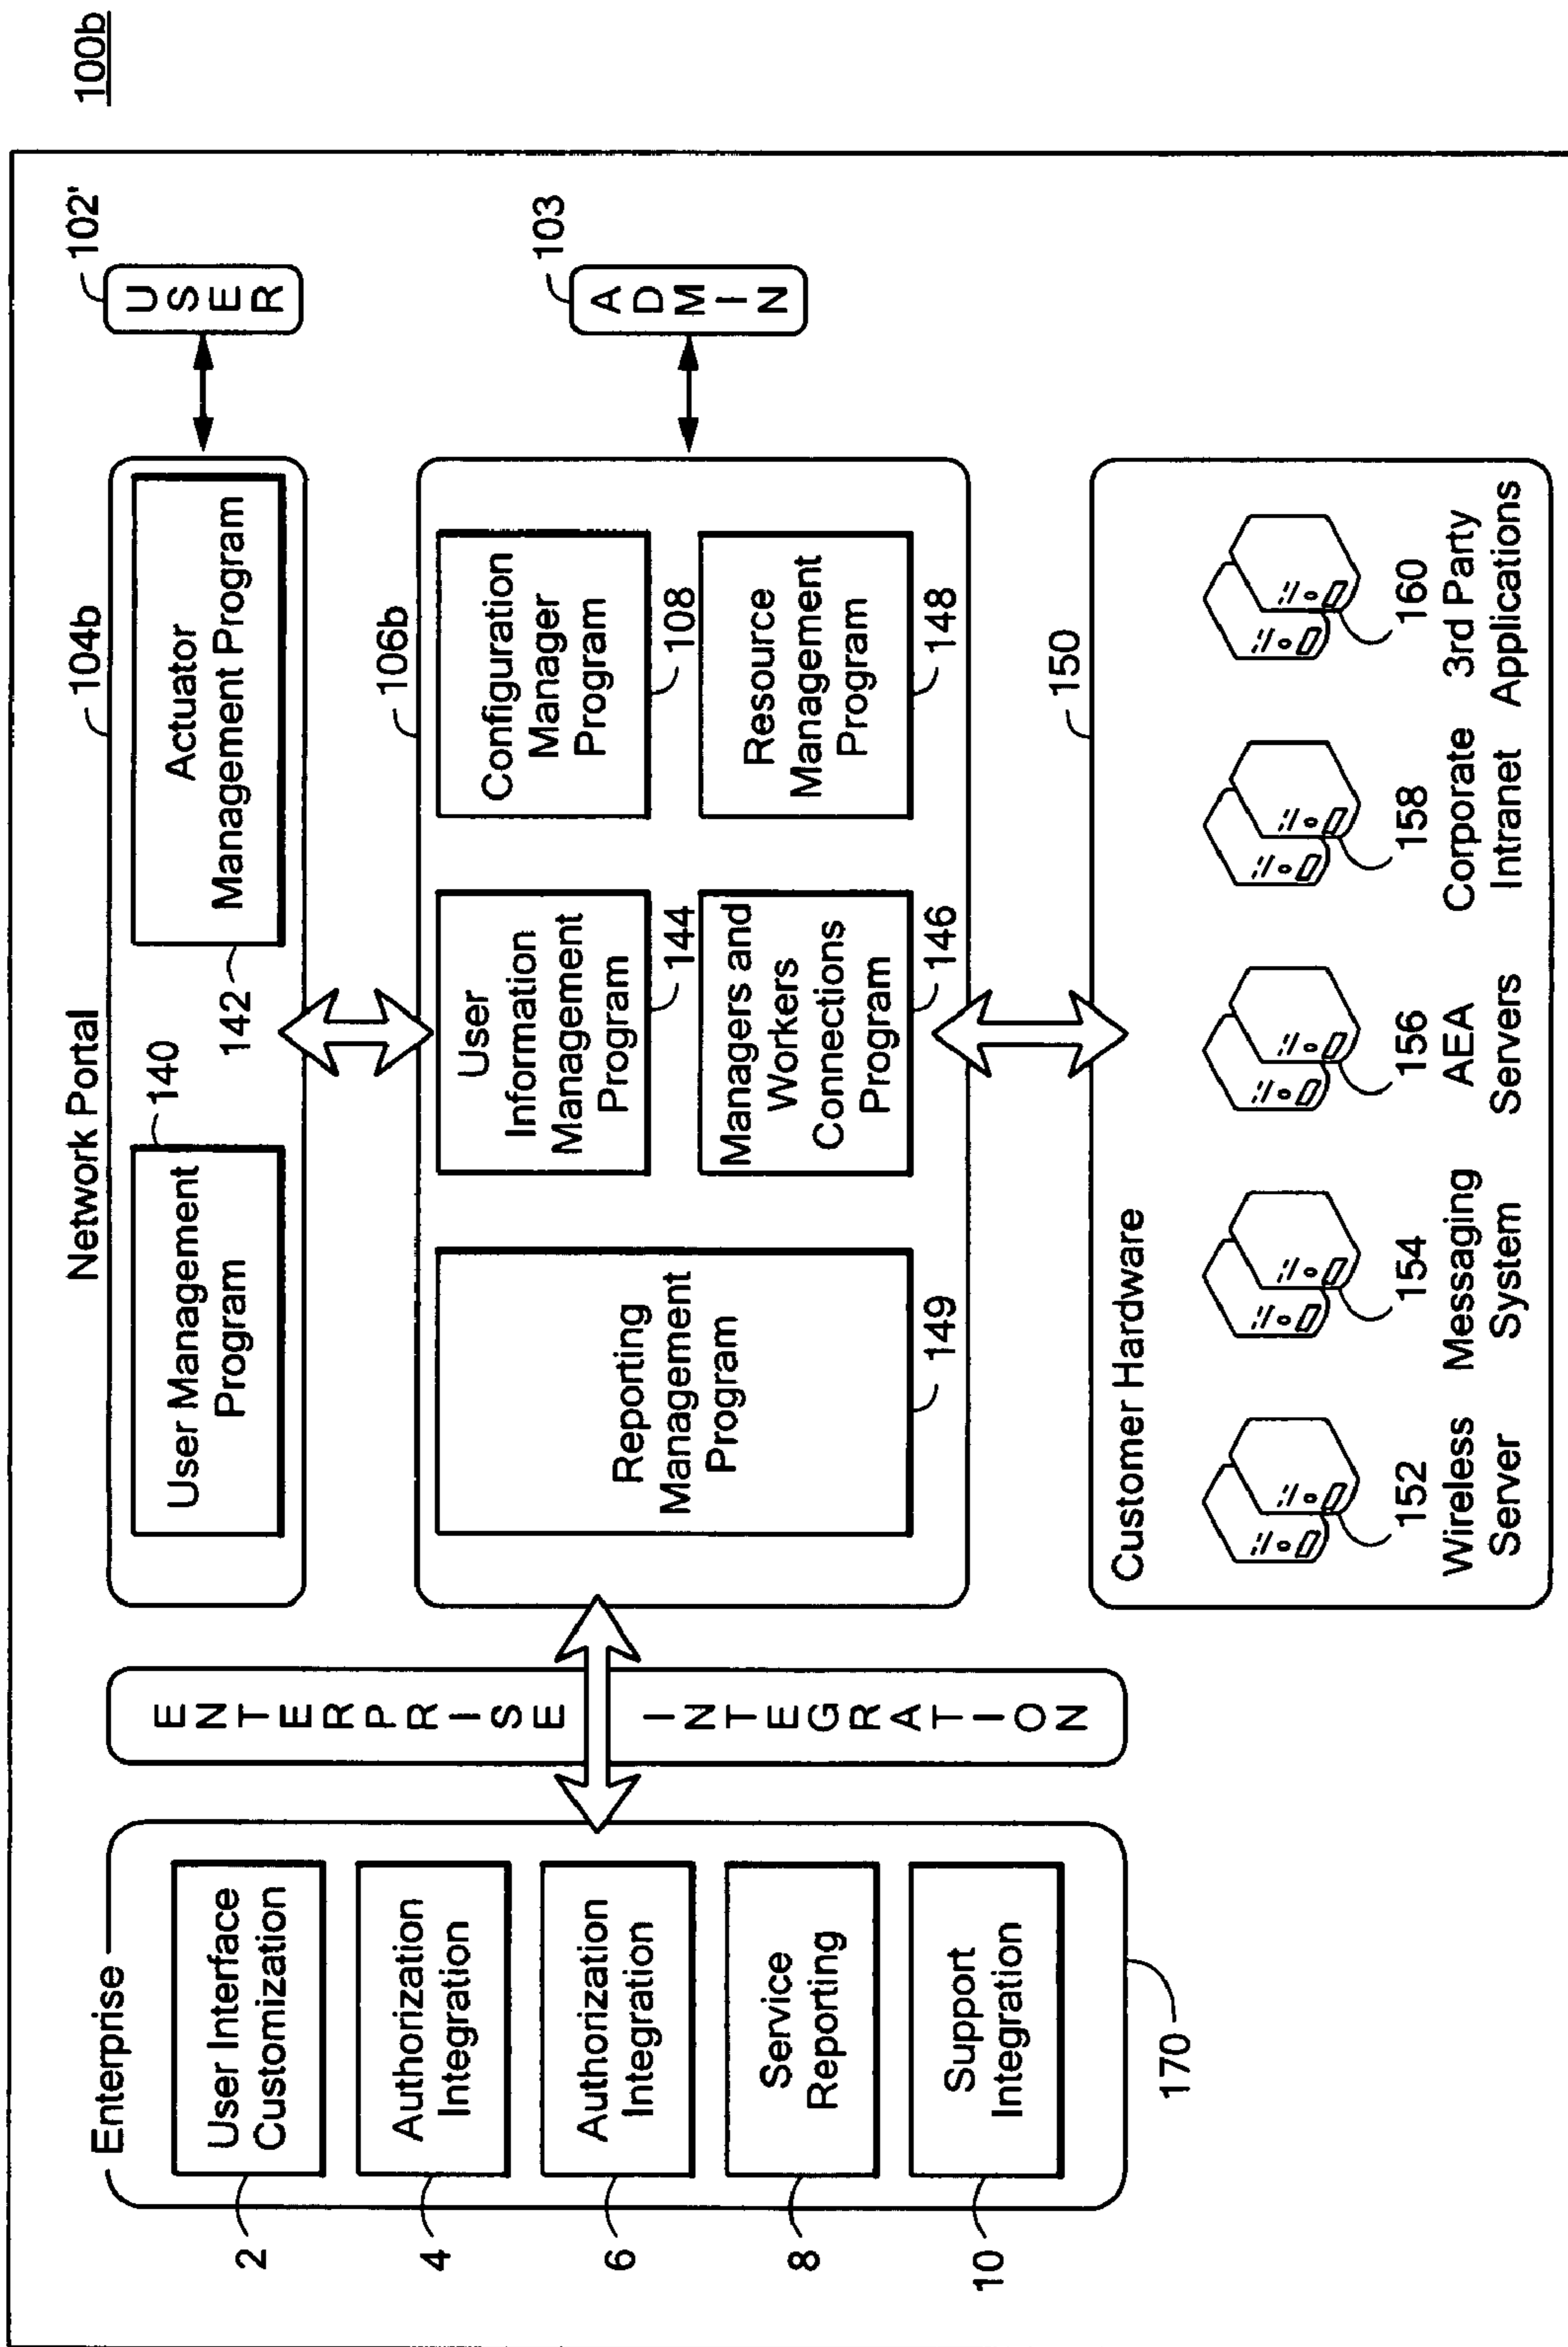 100b
Network Portal
104b
102'
User Management
Program
140
142
Actuator
Management Program
USER
106b
103
Reporting
Management
Program
149
User
Information
Management
Program
144
Configuration
Manager
Program
108
Managers and
Workers
Connections
Program
146
Resource
Management
Program
148
ADMIN
Enterprise
User Interface
Customization
2
Authorization
Integration
4
Authorization
Integration
6
Service
Reporting
8
Support
Integration
10
170
ENTERPRISE INTEGRATION
Customer Hardware
150
152
Wireless
Server
154
Messaging
System
156
AEA
Servers
158
Corporate
Intranet
160
3rd Party
Applications